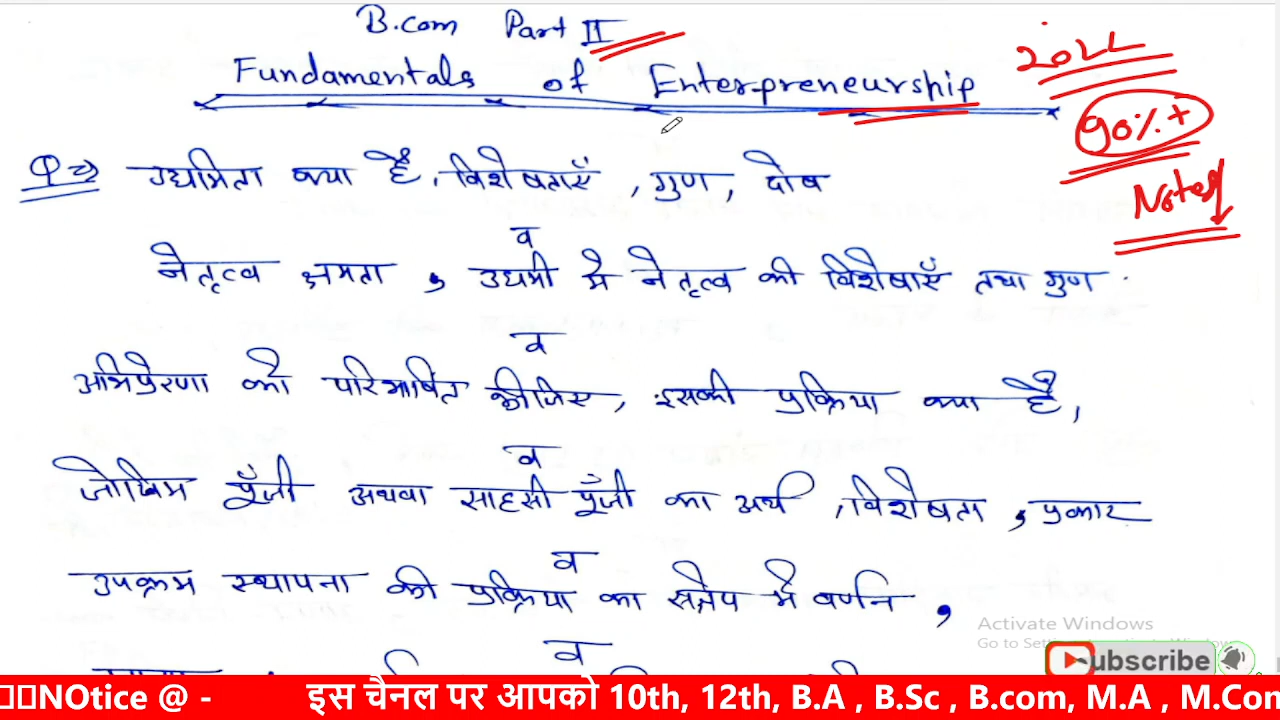 B.com Part II
Fundamentals of Enterpreneurship
2022
90% +
Notes
Q => उद्यमिता क्या है, विशेषताएँ, गुण, दोष
व
नेतृत्व क्षमता, उद्यमी मे नेतृत्व की विशेषाएँ तथा गुण
व
अभिप्रेरणा को परिभाषित कीजिए, इसकी प्रक्रिया क्या है,
व
जोखिम पूँजी अथवा साहसी पूँजी का अर्थ, विशेषता, प्रकार
व
उपक्रम स्थापना की प्रक्रिया का संक्षेप मे वर्णन,
व
Activate Windows
Subscribe
NOtice @ - इस चैनल पर आपको 10th, 12th, B.A , B.Sc , B.com, M.A , M.Com